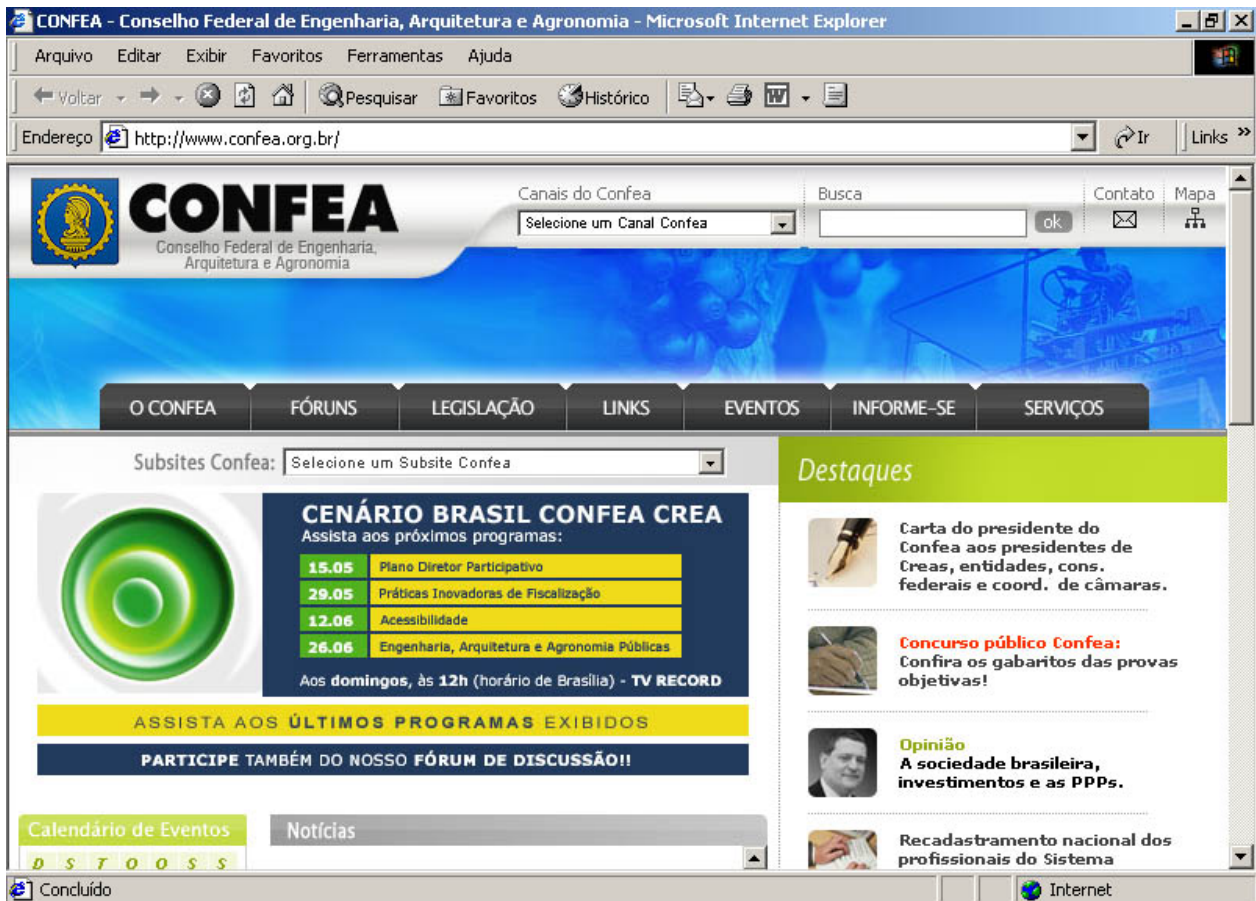 CONFEA - Conselho Federal de Engenharia, Arquitetura e Agronomia - Microsoft Internet Explorer
Arquivo Editar Exibir Favoritos Ferramentas Ajuda
Voltar Pesquisar Favoritos Histórico
Endereço http://www.confea.org.br/ Ir Links »
CONFEA
Conselho Federal de Engenharia,
Arquitetura e Agronomia
Canais do Confea Busca Contato Mapa
Selecione um Canal Confea ok
O CONFEA FÓRUNS LEGISLAÇÃO LINKS EVENTOS INFORME-SE SERVIÇOS
Subsites Confea: Selecione um Subsite Confea
CENÁRIO BRASIL CONFEA CREA
Assista aos próximos programas:
15.05 Plano Diretor Participativo
29.05 Práticas Inovadoras de Fiscalização
12.06 Acessibilidade
26.06 Engenharia, Arquitetura e Agronomia Públicas
Aos domingos, às 12h (horário de Brasília) - TV RECORD
ASSISTA AOS ÚLTIMOS PROGRAMAS EXIBIDOS
PARTICIPE TAMBÉM DO NOSSO FÓRUM DE DISCUSSÃO!!
Calendário de Eventos
D S T Q Q S S
Notícias
Destaques
Carta do presidente do
Confea aos presidentes de
Creas, entidades, cons.
federais e coord. de câmaras.
Concurso público Confea:
Confira os gabaritos das provas
objetivas!
Opinião
A sociedade brasileira,
investimentos e as PPPs.
Recadastramento nacional dos
profissionais do Sistema
Concluído Internet